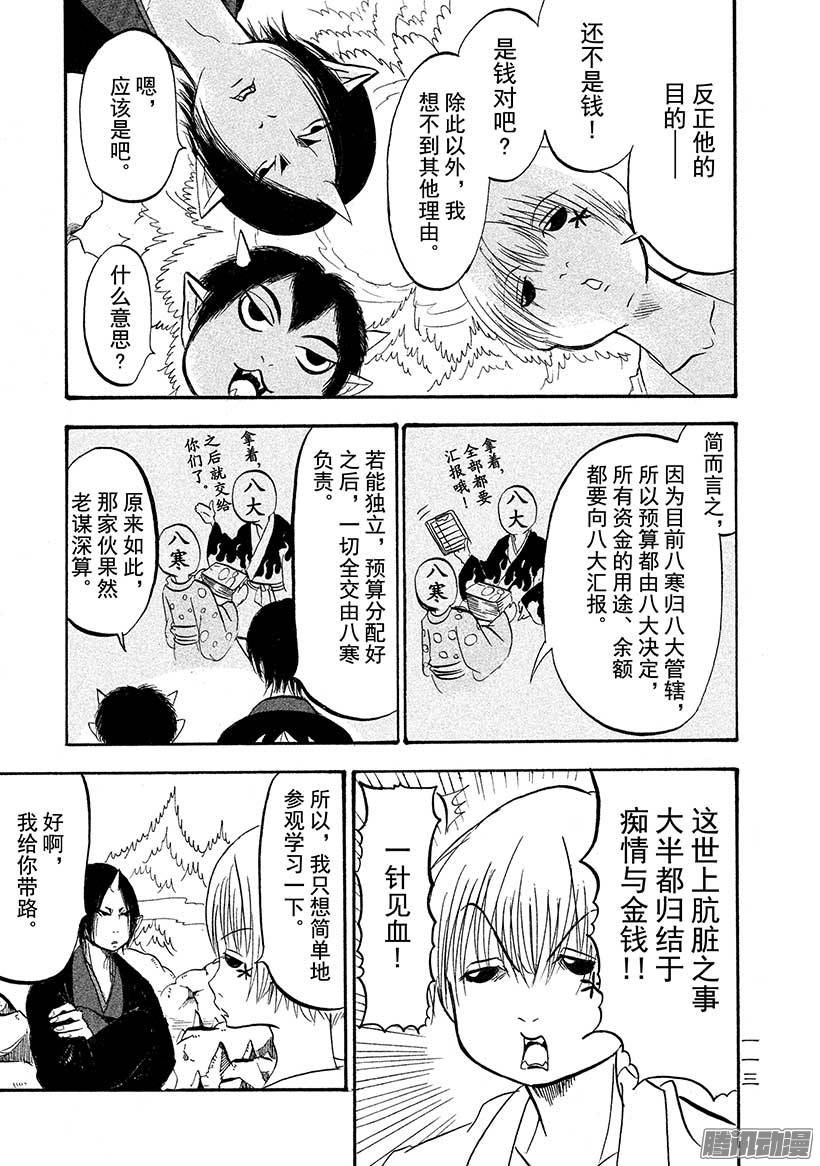 反正他的
目的——
还不是钱！
是钱对吧？
除此以外，我
想不到其他理由。
嗯，
应该是吧。
什么意思？
简而言之，
因为目前八寒归八大管辖，
所以预算都由八大决定，
所有资金的用途、余额
都要向八大汇报。
拿着，
全部都要
汇报哦！
八大
八寒
若能独立，预算分配好
之后，一切全交由八寒
负责。
拿着，
之后就交给
你们了。
八大
八寒
原来如此，
那家伙果然
老谋深算。
这世上肮脏之事
大半都归结于
痴情与金钱!!
一针见血！
所以，我只想简单地
参观学习一下。
好啊，
我给你带路。
一一三
腾讯动漫